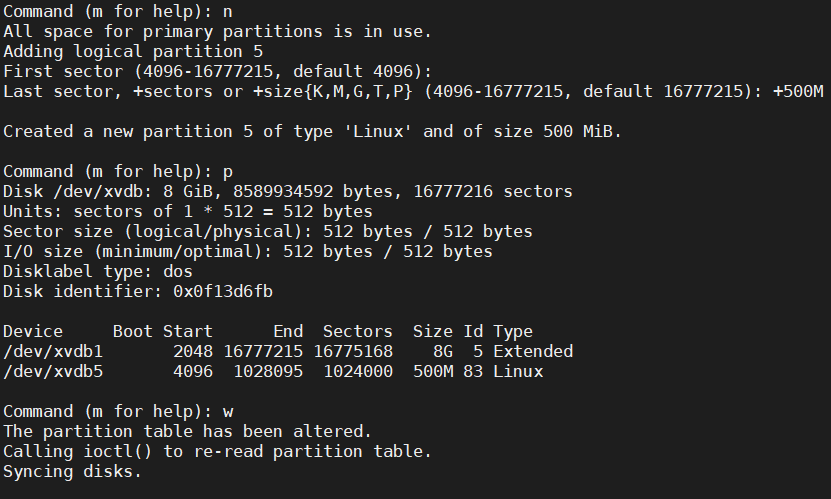 Command (m for help): n
All space for primary partitions is in use.
Adding logical partition 5
First sector (4096-16777215, default 4096):
Last sector, +sectors or +size{K,M,G,T,P} (4096-16777215, default 16777215): +500M
Created a new partition 5 of type 'Linux' and of size 500 MiB.
Command (m for help): p
Disk /dev/xvdb: 8 GiB, 8589934592 bytes, 16777216 sectors
Units: sectors of 1 * 512 = 512 bytes
Sector size (logical/physical): 512 bytes / 512 bytes
I/O size (minimum/optimal): 512 bytes / 512 bytes
Disklabel type: dos
Disk identifier: 0x0f13d6fb
Device     Boot Start      End  Sectors  Size Id Type
/dev/xvdb1       2048 16777215 16775168    8G  5 Extended
/dev/xvdb5       4096  1028095  1024000  500M 83 Linux
Command (m for help): w
The partition table has been altered.
Calling ioctl() to re-read partition table.
Syncing disks.